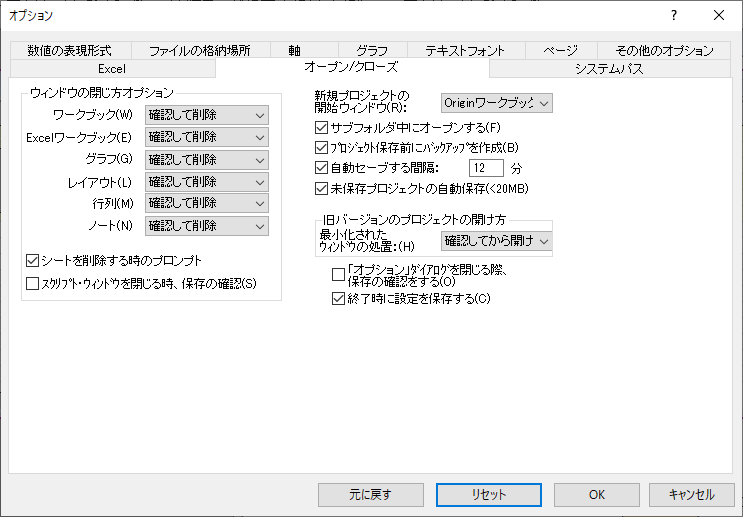 オプション
?
数値の表現形式
ファイルの格納場所
軸
グラフ
テキストフォント
ページ
その他のオプション
Excel
オープン/クローズ
システムパス
ウィンドウの閉じ方オプション
ワークブック(W)
確認して削除
Excelワークブック(E)
確認して削除
グラフ(G)
確認して削除
レイアウト(L)
確認して削除
行列(M)
確認して削除
ノート(N)
確認して削除
シートを削除する時のプロンプト
スクリプト・ウィンドウを閉じる時、保存の確認(S)
新規プロジェクトの
開始ウィンドウ(R):
Originワークブック
サブフォルダ中にオープンする(F)
プロジェクト保存前にバックアップを作成(B)
自動セーブする間隔:
12
分
未保存プロジェクトの自動保存(<20MB)
旧バージョンのプロジェクトの開け方
最小化された
ウィンドウの処置:(H)
確認してから開け
「オプション」ダイアログを閉じる際、
保存の確認をする(O)
終了時に設定を保存する(C)
元に戻す
リセット
OK
キャンセル